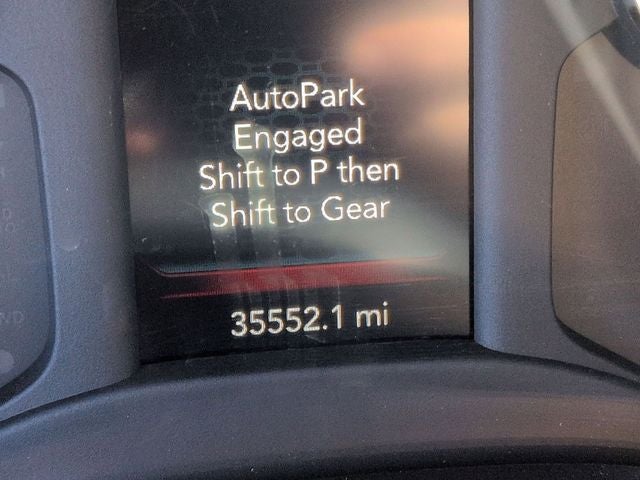 AutoPark
Engaged
Shift to P then
Shift to Gear
35552.1 mi